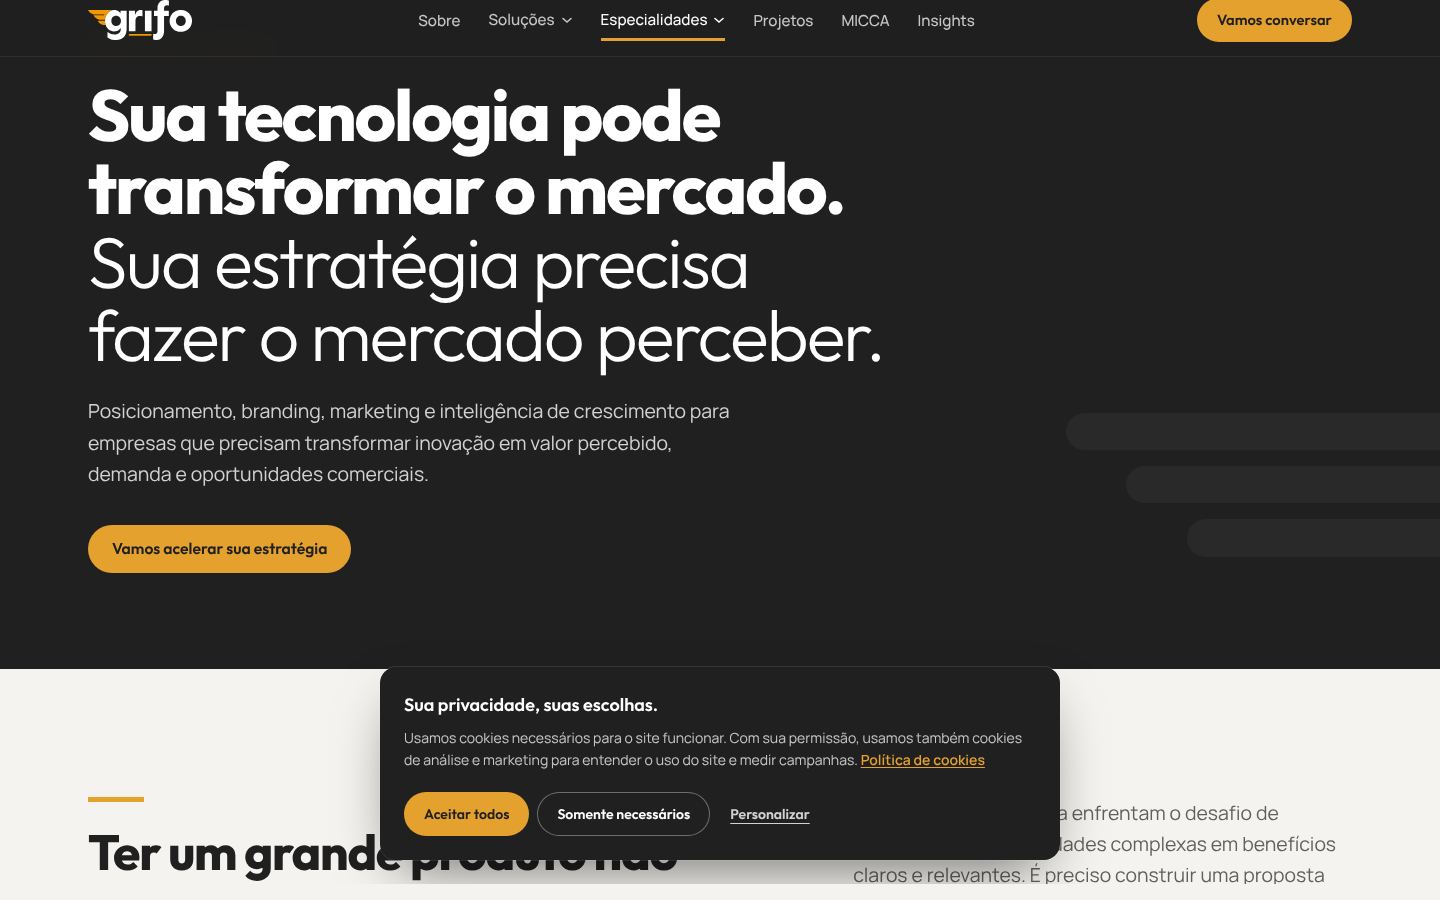 grifo
Sobre
Soluções
Especialidades
Projetos
MICCA
Insights
Vamos conversar
Sua tecnologia pode
transformar o mercado.
Sua estratégia precisa
fazer o mercado perceber.
Posicionamento, branding, marketing e inteligência de crescimento para
empresas que precisam transformar inovação em valor percebido,
demanda e oportunidades comerciais.
Vamos acelerar sua estratégia
Sua privacidade, suas escolhas.
Usamos cookies necessários para o site funcionar. Com sua permissão, usamos também cookies
de análise e marketing para entender o uso do site e medir campanhas. Política de cookies
Aceitar todos
Somente necessários
Personalizar
Ter um grande produto não
enfrentam o desafio de
complexas em benefícios
claros e relevantes. É preciso construir uma proposta